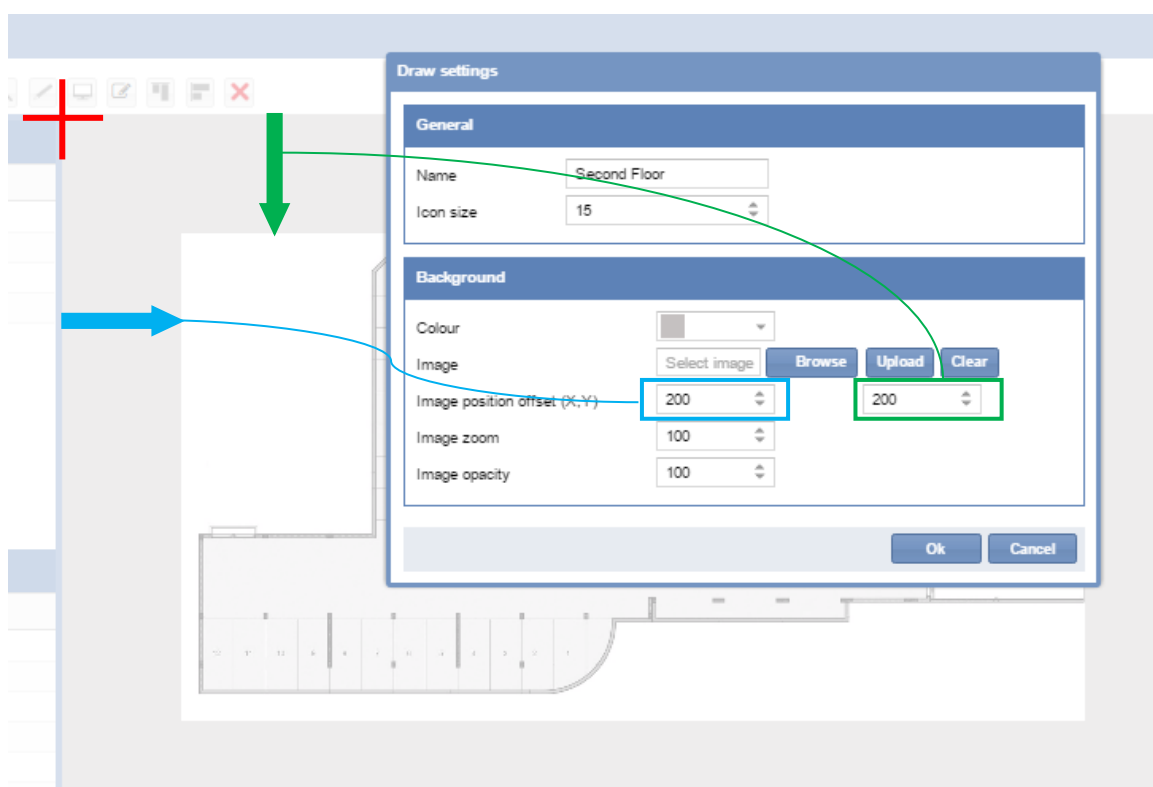 Draw settings
General
Name Second Floor
Icon size 15
Background
Colour
Image Select image Browse Upload Clear
Image position offset (X,Y) 200 200
Image zoom 100
Image opacity 100
Ok Cancel